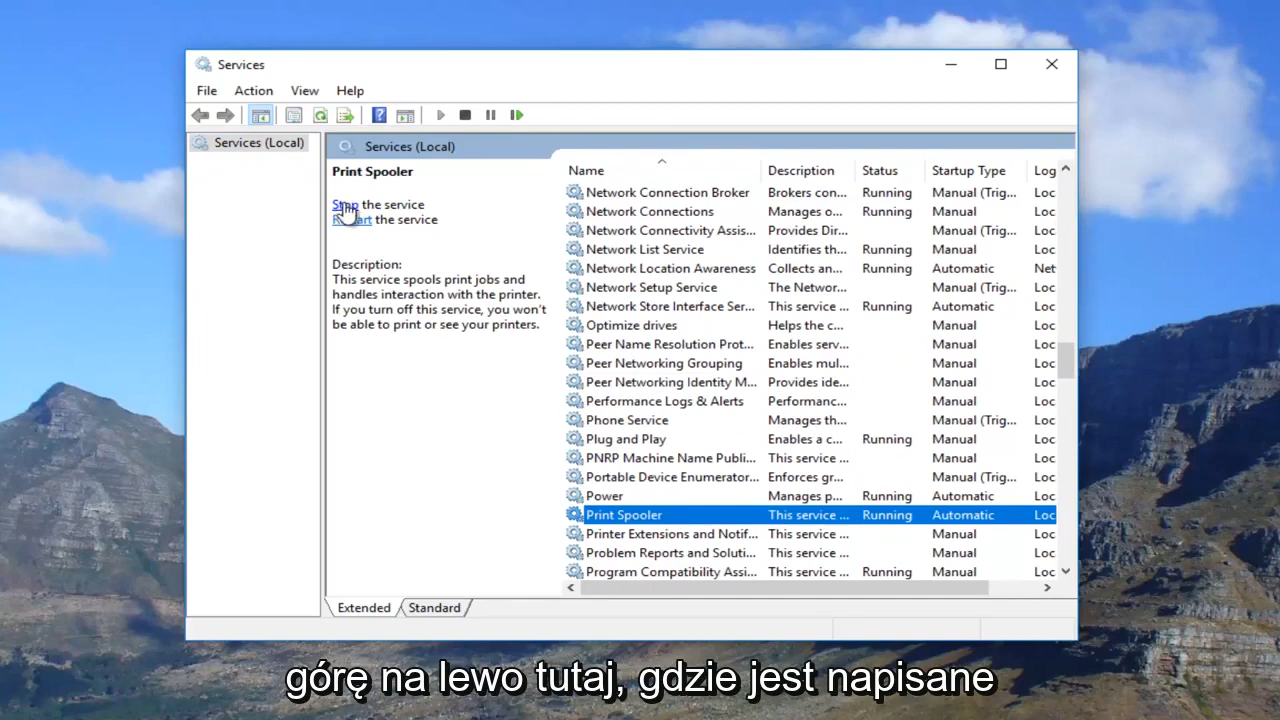 Services
File Action View Help
Services (Local)
Services (Local)
Print Spooler
Stop the service
the service
Description:
This service spools print jobs and
handles interaction with the printer.
If you turn off this service, you won't
be able to print or see your printers.
Name Description Status Startup Type Log
Network Connection Broker Brokers con... Running Manual (Trig... Loc
Network Connections Manages o... Running Manual Loc
Network Connectivity Assis... Provides Dir... Manual (Trig... Loc
Network List Service Identifies th... Running Manual Loc
Network Location Awareness Collects an... Running Automatic Net
Network Setup Service The Networ... Manual (Trig... Loc
Network Store Interface Ser... This service ... Running Automatic Loc
Optimize drives Helps the c... Manual Loc
Peer Name Resolution Prot... Enables serv... Manual Loc
Peer Networking Grouping Enables mul... Manual Loc
Peer Networking Identity M... Provides ide... Manual Loc
Performance Logs & Alerts Performanc... Manual Loc
Phone Service Manages th... Manual (Trig... Loc
Plug and Play Enables a c... Running Manual Loc
PNRP Machine Name Publi... This service ... Manual Loc
Portable Device Enumerator... Enforces gr... Manual (Trig... Loc
Power Manages p... Running Automatic Loc
Print Spooler This service ... Running Automatic Loc
Printer Extensions and Notif... This service ... Manual Loc
Problem Reports and Soluti... This service ... Manual Loc
Program Compatibility Assi... This service ... Running Manual Loc
Extended Standard
górę na lewo tutaj, gdzie jest napisane